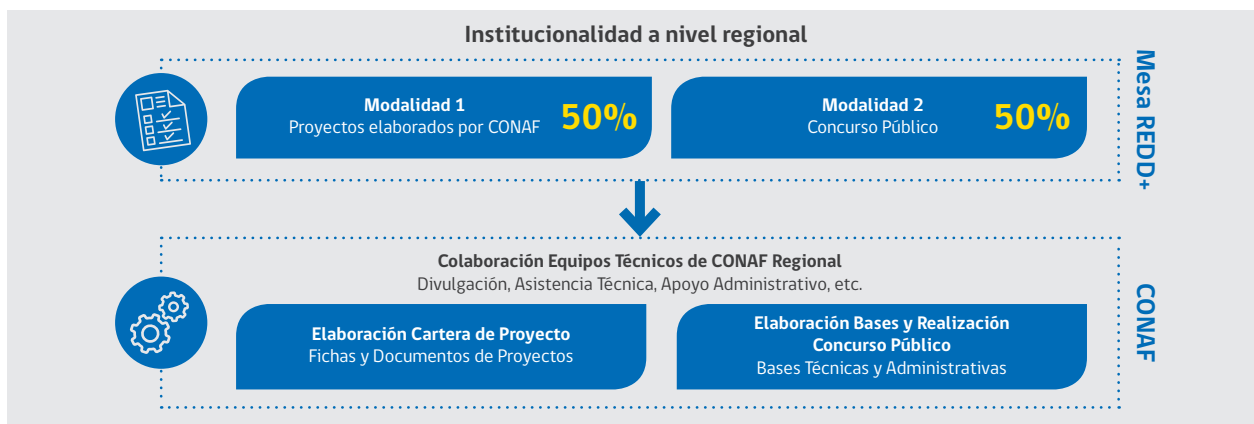 Institucionalidad a nivel regional
Modalidad 1
Proyectos elaborados por CONAF
50%
Modalidad 2
Concurso Público
50%
Mesa REDD+
Colaboración Equipos Técnicos de CONAF Regional
Divulgación, Asistencia Técnica, Apoyo Administrativo, etc.
Elaboración Cartera de Proyecto
Fichas y Documentos de Proyectos
Elaboración Bases y Realización
Concurso Público
Bases Técnicas y Administrativas
CONAF